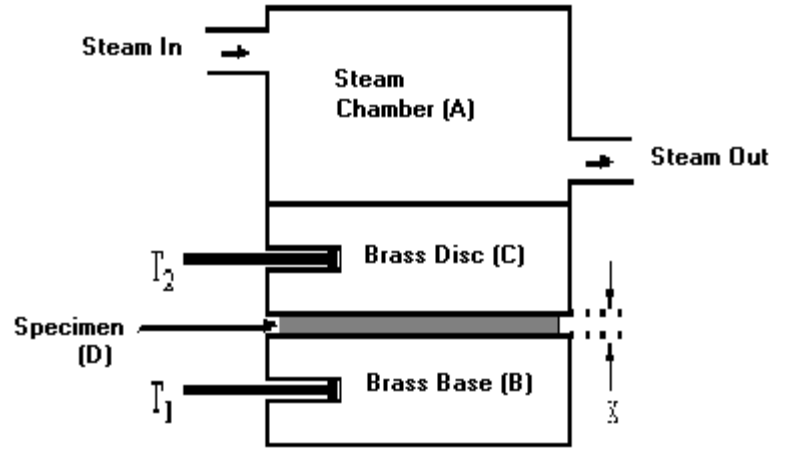 Steam In
Steam
Chamber (A)
Steam Out
T2
Brass Disc (C)
Specimen
(D)
T1
Brass Base (B)
X